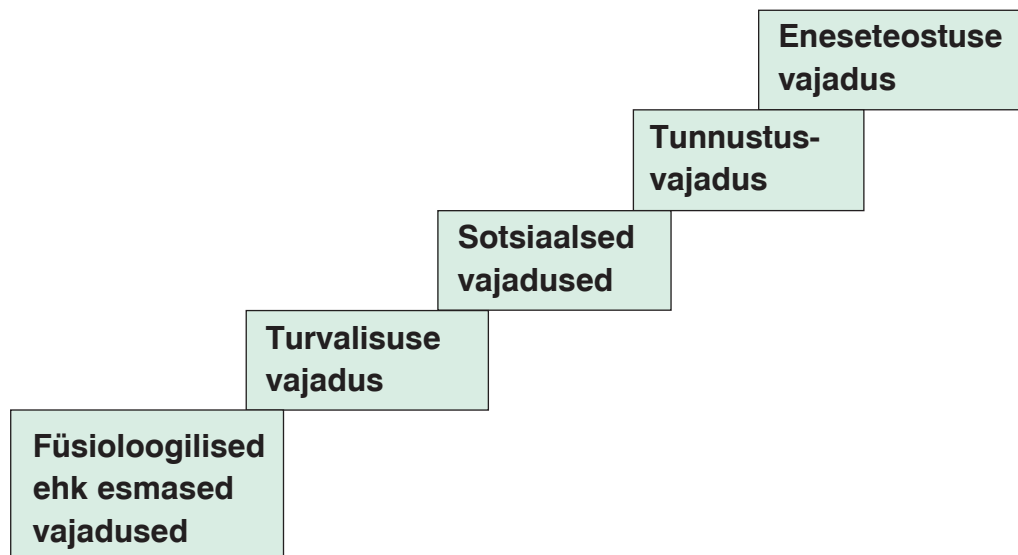 Eneseteostuse
vajadus
Tunnustus-
vajadus
Sotsiaalsed
vajadused
Turvalisuse
vajadus
Füsioloogilised
ehk esmased
vajadused